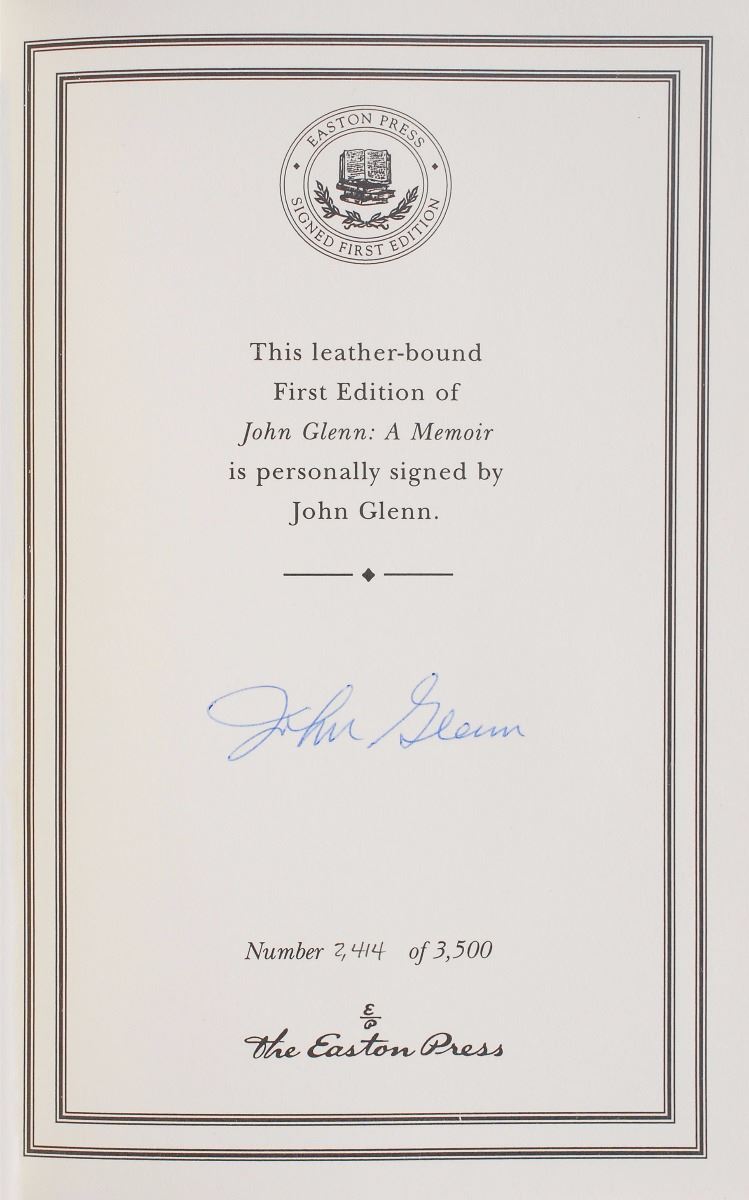 EASTON PRESS
SIGNED FIRST EDITION
This leather-bound
First Edition of
John Glenn: A Memoir
is personally signed by
John Glenn.
John Glenn
Number 2,414 of 3,500
E
P
The Easton Press